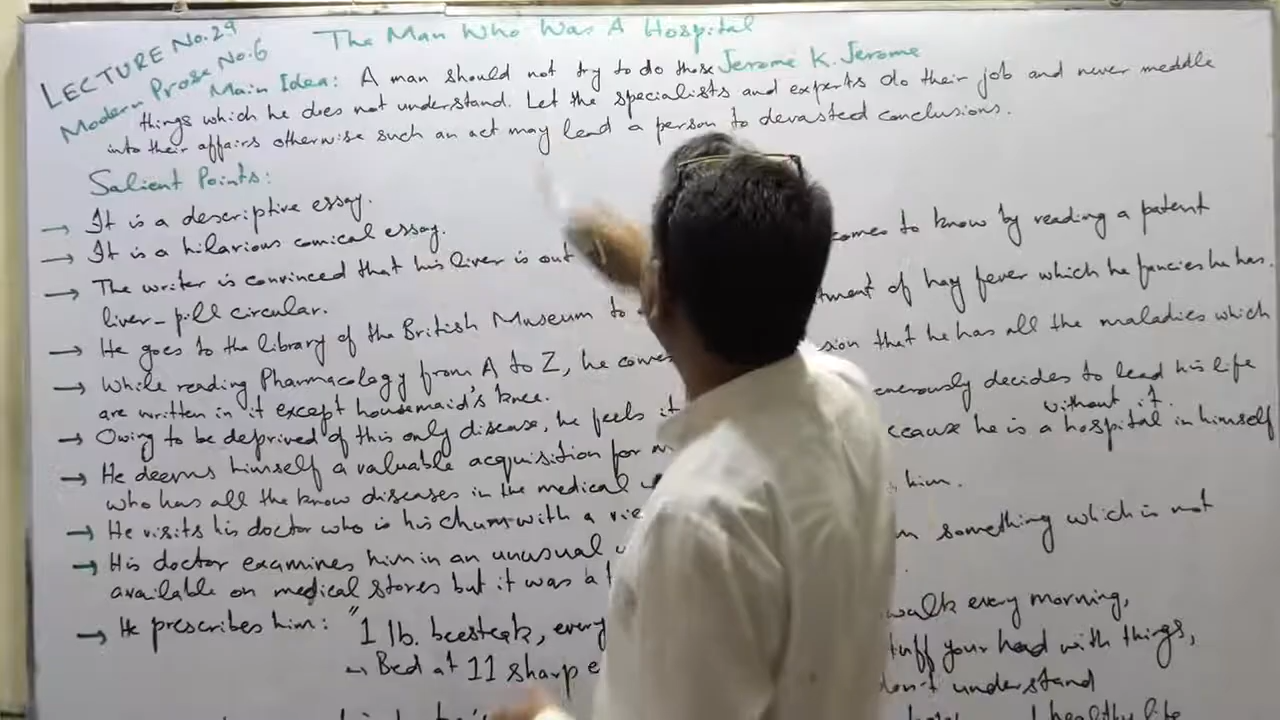 LECTURE No.29 The Man Who Was A Hospital
Modern Prose No.6 Jerome K. Jerome
Main Idea: A man should not try to do those
things which he does not understand. Let the specialists and experts do their job and never meddle
into their affairs otherwise such an act may lead a person to devasted conclusions.
Salient Points:
→ It is a descriptive essay.
→ It is a hilarious comical essay.
→ The writer is convinced that his liver is out comes to know by reading a patent
liver-pill circular.
→ He goes to the library of the British Museum to tment of hay fever which he fancies he has.
→ While reading Pharmacology from A to Z, he comes sion that he has all the maladies which
are written in it except housemaid's knee.
→ Owing to be deprived of this only disease, he feels it enerously decides to lead his life
without it.
→ He deems himself a valuable acquisition for ecause he is a hospital in himself
who has all the know diseases in the medical
→ He visits his doctor who is his chum with a vie him.
→ His doctor examines him in an unusual something which is not
available on medical stores but it was a
→ He prescribes him: "1 lb. beesteak, every walk every morning,
→ Bed at 11 sharp e tuff your head with things,
don't understand
healthy life